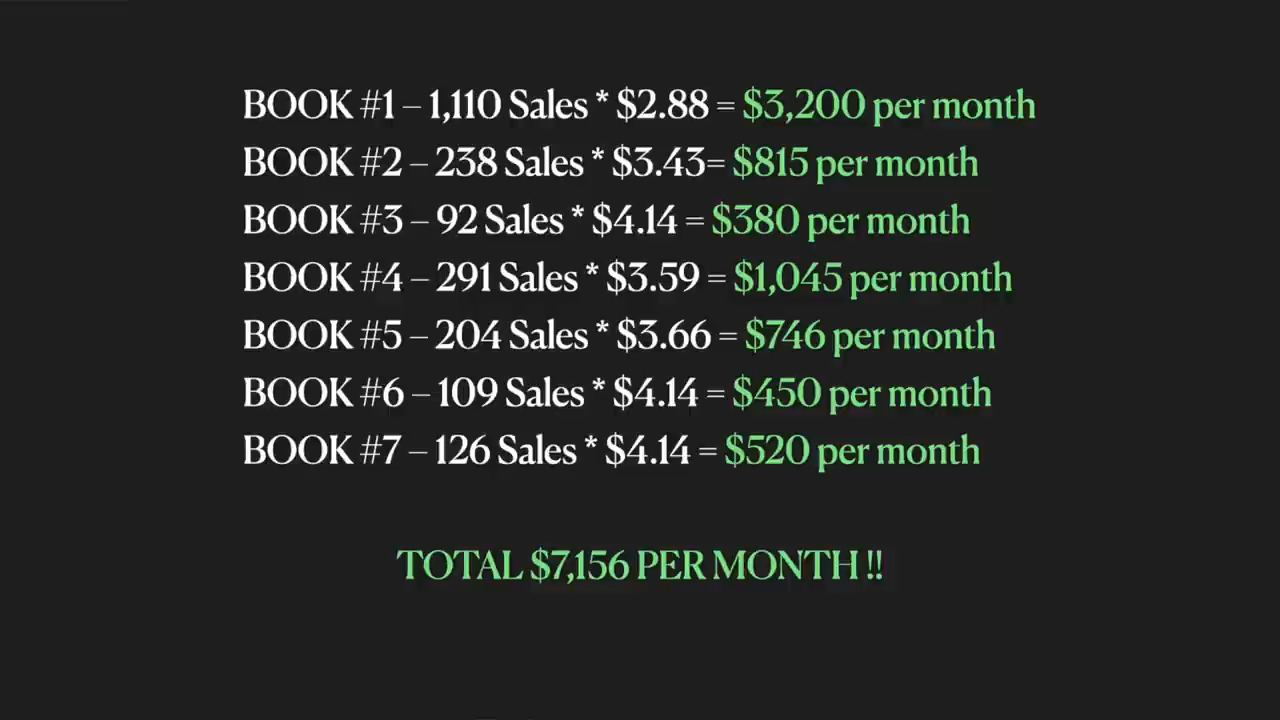 BOOK #1 – 1,110 Sales * $2.88 = $3,200 per month
BOOK #2 – 238 Sales * $3.43= $815 per month
BOOK #3 – 92 Sales * $4.14 = $380 per month
BOOK #4 – 291 Sales * $3.59 = $1,045 per month
BOOK #5 – 204 Sales * $3.66 = $746 per month
BOOK #6 – 109 Sales * $4.14 = $450 per month
BOOK #7 – 126 Sales * $4.14 = $520 per month
TOTAL $7,156 PER MONTH !!